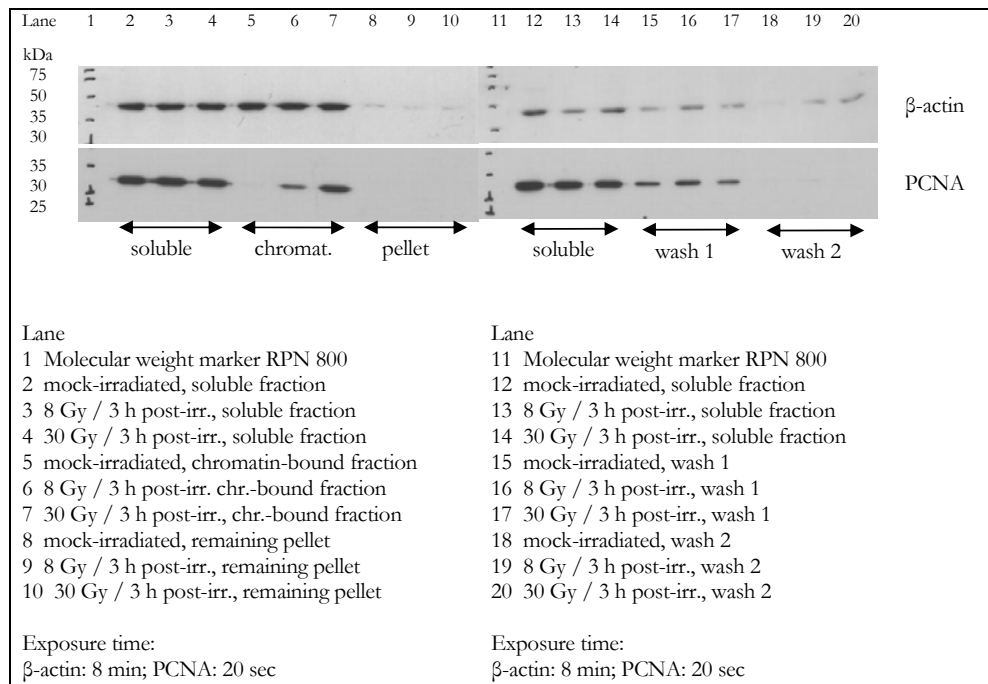 Lane 1 2 3 4 5 6 7 8 9 10 11 12 13 14 15 16 17 18 19 20
kDa
75
50
35
30
β-actin
35
30
25
PCNA
soluble chromat. pellet soluble wash 1 wash 2
Lane
1 Molecular weight marker RPN 800
2 mock-irradiated, soluble fraction
3 8 Gy / 3 h post-irr., soluble fraction
4 30 Gy / 3 h post-irr., soluble fraction
5 mock-irradiated, chromatin-bound fraction
6 8 Gy / 3 h post-irr. chr.-bound fraction
7 30 Gy / 3 h post-irr., chr.-bound fraction
8 mock-irradiated, remaining pellet
9 8 Gy / 3 h post-irr., remaining pellet
10 30 Gy / 3 h post-irr., remaining pellet
Exposure time:
β-actin: 8 min; PCNA: 20 sec
Lane
11 Molecular weight marker RPN 800
12 mock-irradiated, soluble fraction
13 8 Gy / 3 h post-irr., soluble fraction
14 30 Gy / 3 h post-irr., soluble fraction
15 mock-irradiated, wash 1
16 8 Gy / 3 h post-irr., wash 1
17 30 Gy / 3 h post-irr., wash 1
18 mock-irradiated, wash 2
19 8 Gy / 3 h post-irr., wash 2
20 30 Gy / 3 h post-irr., wash 2
Exposure time:
β-actin: 8 min; PCNA: 20 sec